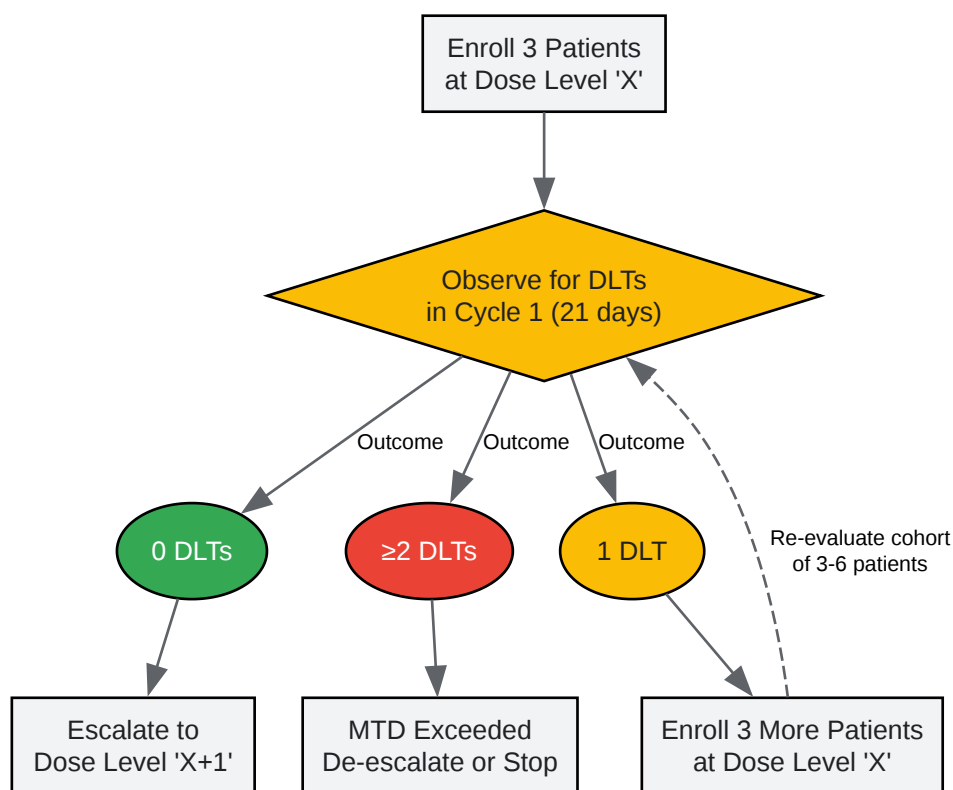 Enroll 3 Patients
at Dose Level 'X'
Observe for DLTs
in Cycle 1 (21 days)
Outcome
Outcome
Outcome
0 DLTs
≥2 DLTs
1 DLT
Re-evaluate cohort
of 3-6 patients
Escalate to
Dose Level 'X+1'
MTD Exceeded
De-escalate or Stop
Enroll 3 More Patients
at Dose Level 'X'